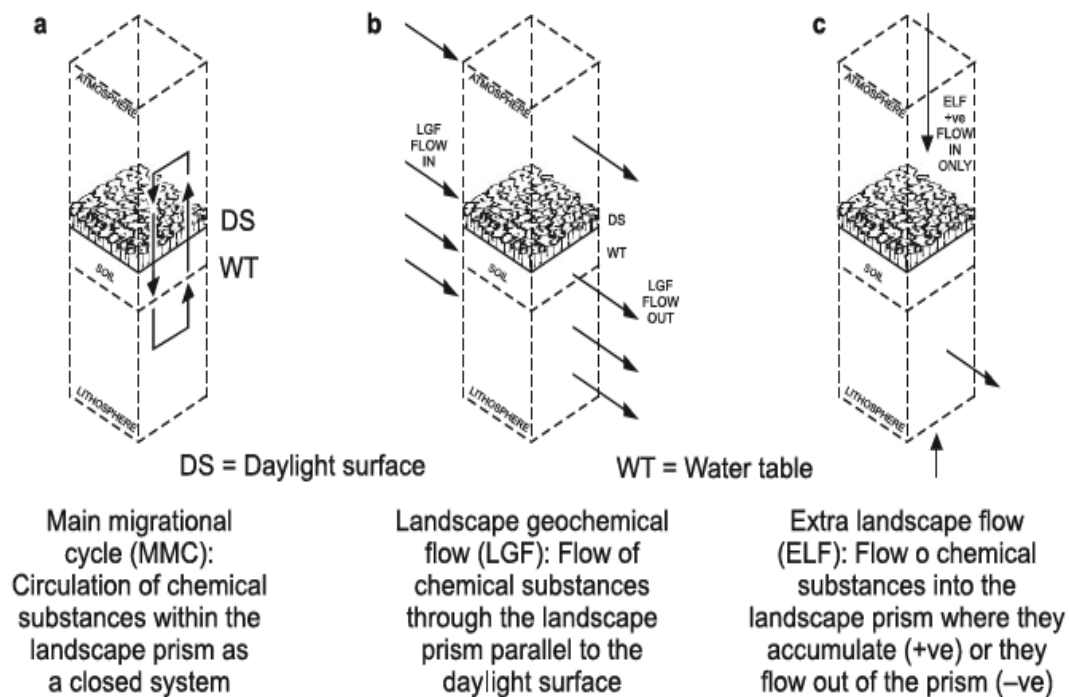 a
ATMOSPHERE
DS
WT
SOIL
LITHOSPHERE
b
LGF
FLOW
IN
ATMOSPHERE
DS
WT
SOIL
LGF
FLOW
OUT
LITHOSPHERE
c
ATMOSPHERE
ELF
+ve
FLOW
IN
ONLY
SOIL
LITHOSPHERE
DS = Daylight surface
WT = Water table
Main migrational
cycle (MMC):
Circulation of chemical
substances within the
landscape prism as
a closed system
Landscape geochemical
flow (LGF): Flow of
chemical substances
through the landscape
prism parallel to the
daylight surface
Extra landscape flow
(ELF): Flow o chemical
substances into the
landscape prism where they
accumulate (+ve) or they
flow out of the prism (–ve)